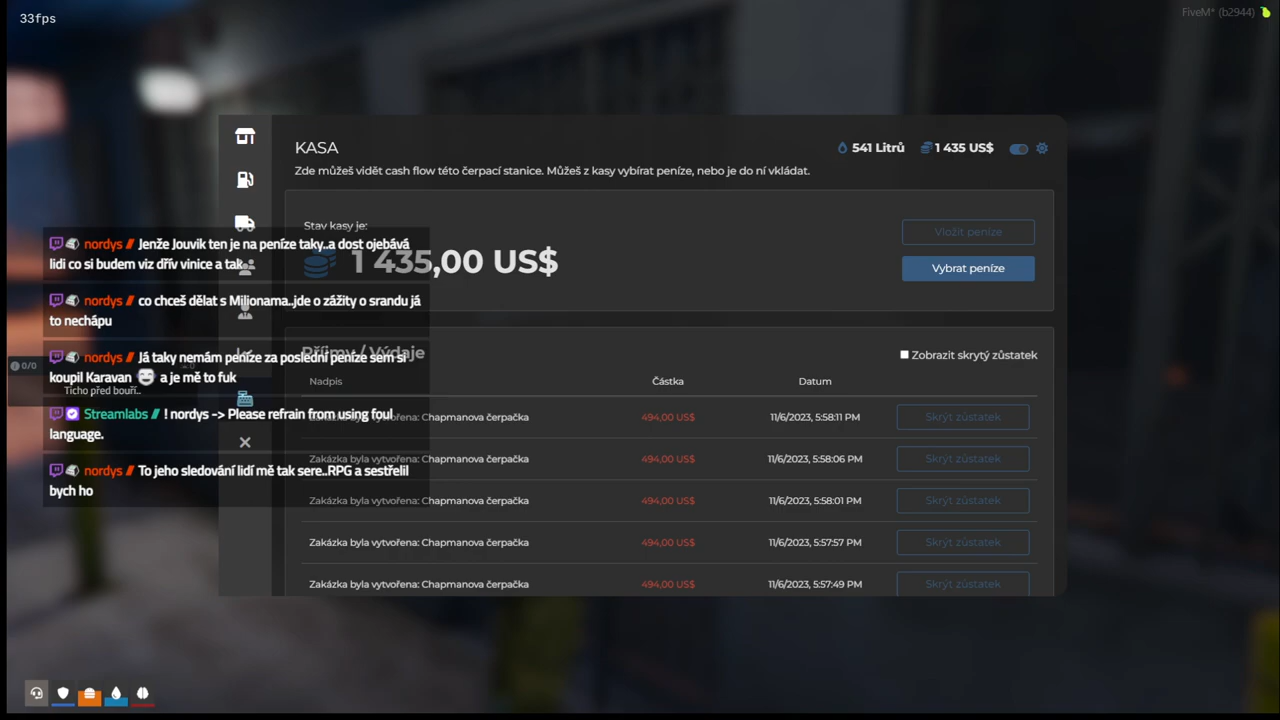 33fps
FiveM* (b2944)
KASA
541 Litrů
1 435 US$
Zde můžeš vidět cash flow této čerpací stanice. Můžeš z kasy vybírat peníze, nebo je do ní vkládat.
Stav kasy je:
1 435,00 US$
Vložit peníze
Vybrat peníze
nordys // Jenže Jouvik ten je na peníze taky..a dost ojebává
lidi co si budem viz dřív vinice a tak
nordys // co chceš dělat s Milionama..jde o zážity o srandu já
to nechápu
nordys // Já taky nemám peníze za poslední peníze sem si
koupil Karavan a je mě to fuk
Streamlabs // ! nordys -> Please refrain from using foul
language.
nordys // To jeho sledování lidí mě tak sere..RPG a sestřelil
bych ho
0/0
Ticho před bouří..
Příjmy / Výdaje
Zobrazit skrytý zůstatek
Nadpis
Částka
Datum
Zakázka byla vytvořena: Chapmanova čerpačka 494,00 US$ 11/6/2023, 5:58:11 PM Skrýt zůstatek
Zakázka byla vytvořena: Chapmanova čerpačka 494,00 US$ 11/6/2023, 5:58:06 PM Skrýt zůstatek
Zakázka byla vytvořena: Chapmanova čerpačka 494,00 US$ 11/6/2023, 5:58:01 PM Skrýt zůstatek
Zakázka byla vytvořena: Chapmanova čerpačka 494,00 US$ 11/6/2023, 5:57:57 PM Skrýt zůstatek
Zakázka byla vytvořena: Chapmanova čerpačka 494,00 US$ 11/6/2023, 5:57:49 PM Skrýt zůstatek